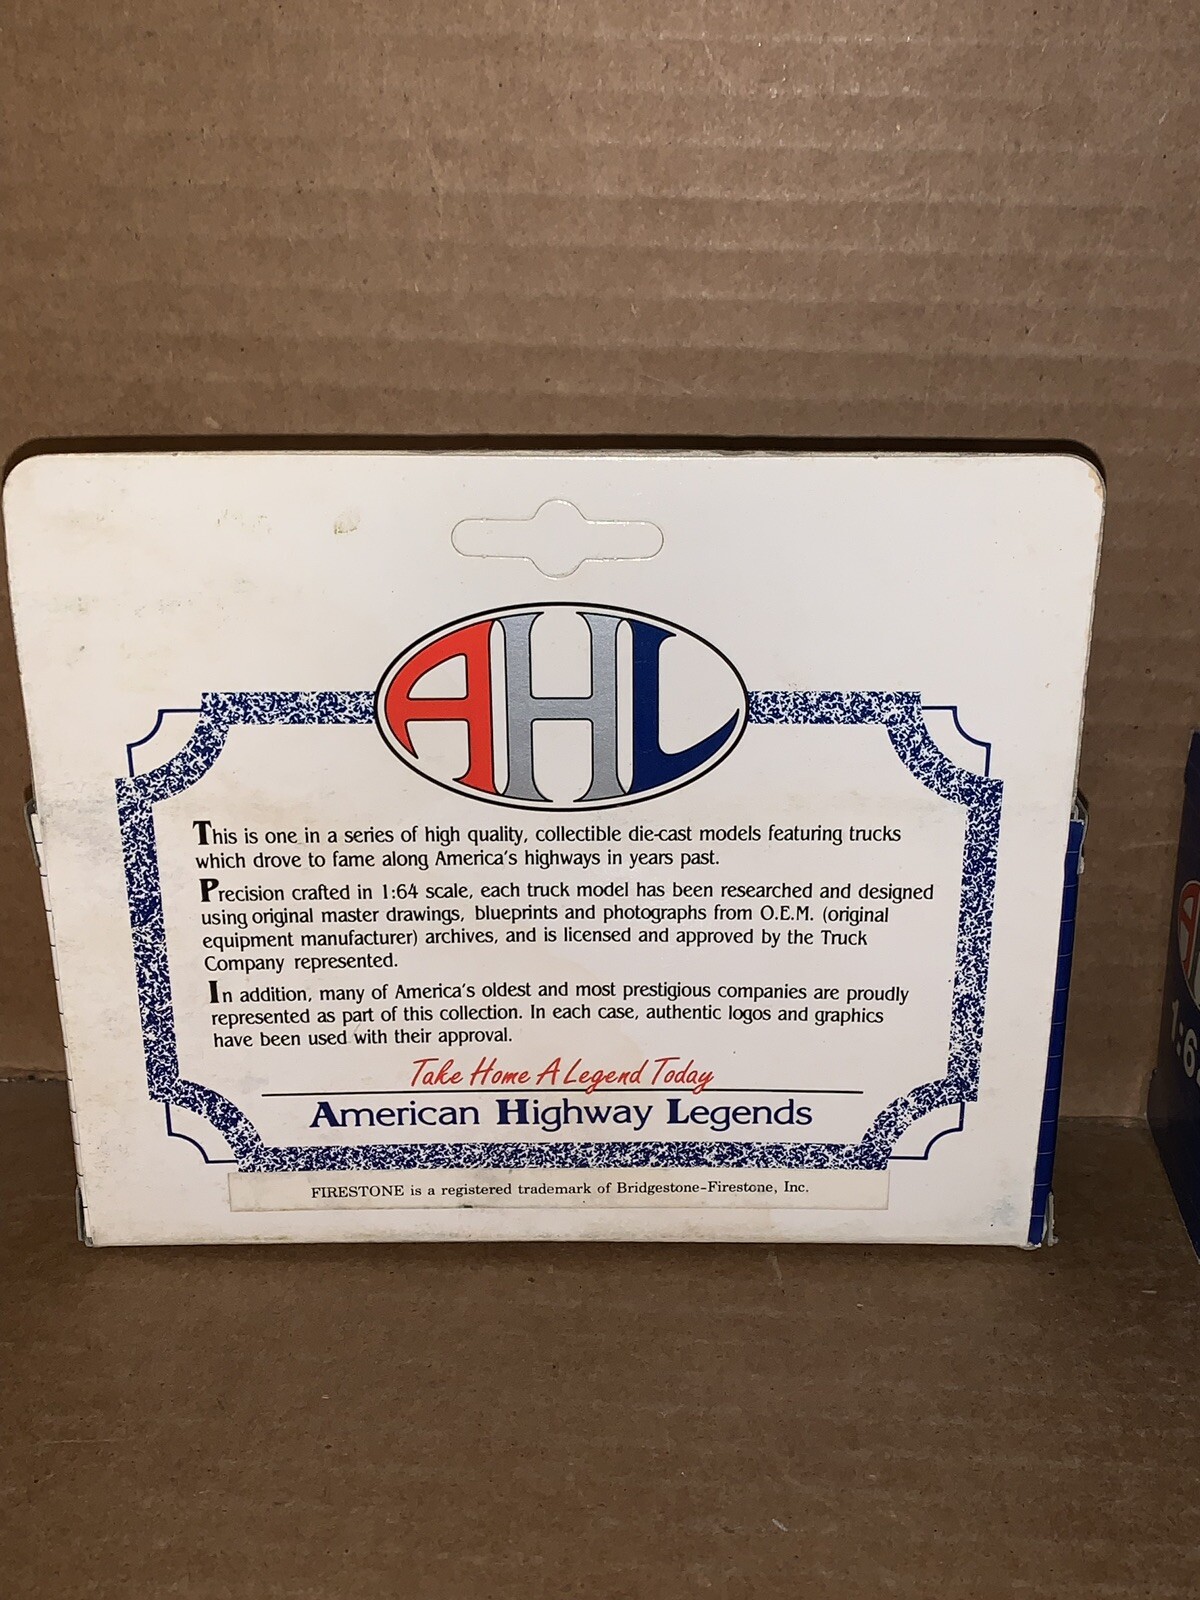 AHL
This is one in a series of high quality, collectible die-cast models featuring trucks
which drove to fame along America's highways in years past.
Precision crafted in 1:64 scale, each truck model has been researched and designed
using original master drawings, blueprints and photographs from O.E.M. (original
equipment manufacturer) archives, and is licensed and approved by the Truck
Company represented.
In addition, many of America's oldest and most prestigious companies are proudly
represented as part of this collection. In each case, authentic logos and graphics
have been used with their approval.
Take Home A Legend Today
American Highway Legends
FIRESTONE is a registered trademark of Bridgestone-Firestone, Inc.